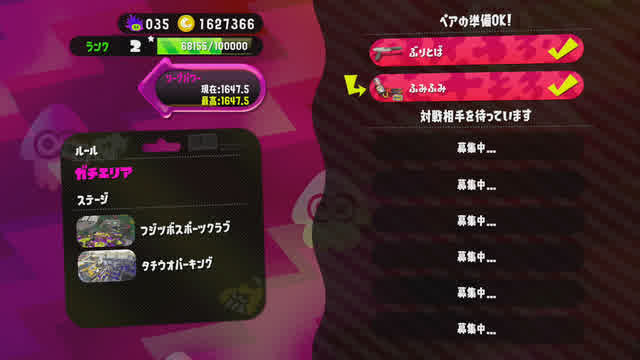 035 1627366
ランク 2 68155/100000
リーグパワー
現在:1647.5
最高:1647.5
ルール
ガチエリア
ステージ
フジツボスポーツクラブ
タチウオパーキング
ペアの準備OK!
ぷりとば
ふみふみ
対戦相手を待っています
募集中...
募集中...
募集中...
募集中...
募集中...
募集中...